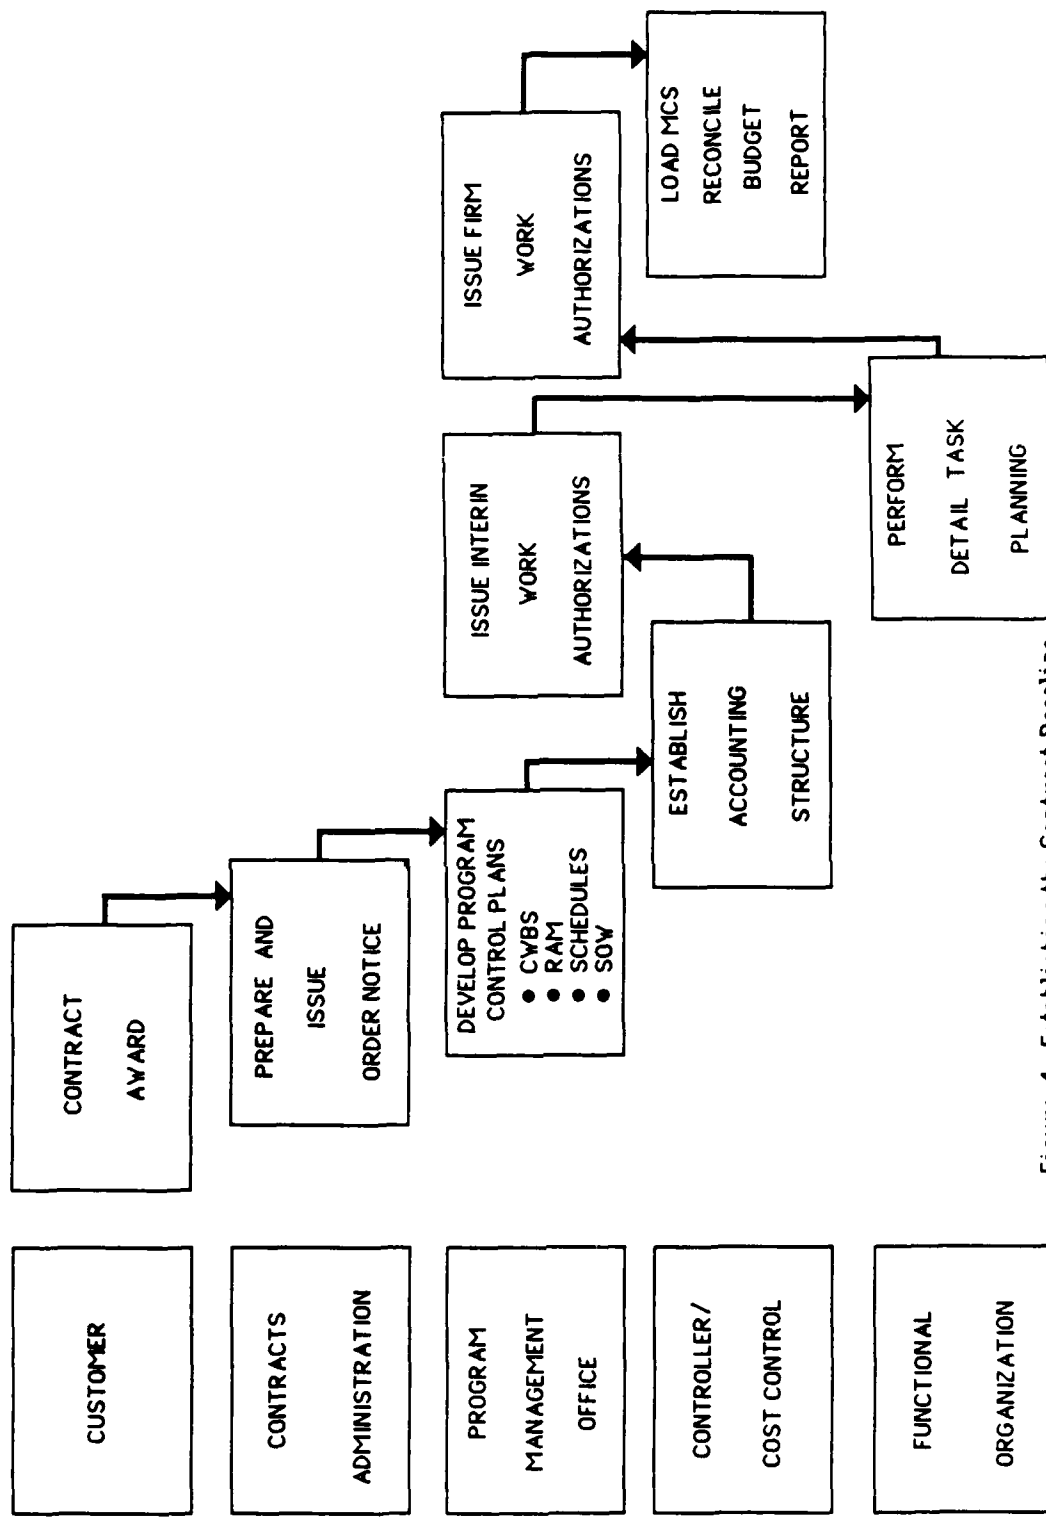 CUSTOMER
CONTRACT
AWARD
CONTRACTS
ADMINISTRATION
PREPARE AND
ISSUE
ORDER NOTICE
PROGRAM
MANAGEMENT
OFFICE
DEVELOP PROGRAM
CONTROL PLANS
● CWBS
● RAM
● SCHEDULES
● SOW
ISSUE INTERIN
WORK
AUTHORIZATIONS
ISSUE FIRM
WORK
AUTHORIZATIONS
CONTROLLER/
COST CONTROL
ESTABLISH
ACCOUNTING
STRUCTURE
LOAD MCS
RECONCILE
BUDGET
REPORT
FUNCTIONAL
ORGANIZATION
PERFORM
DETAIL TASK
PLANNING